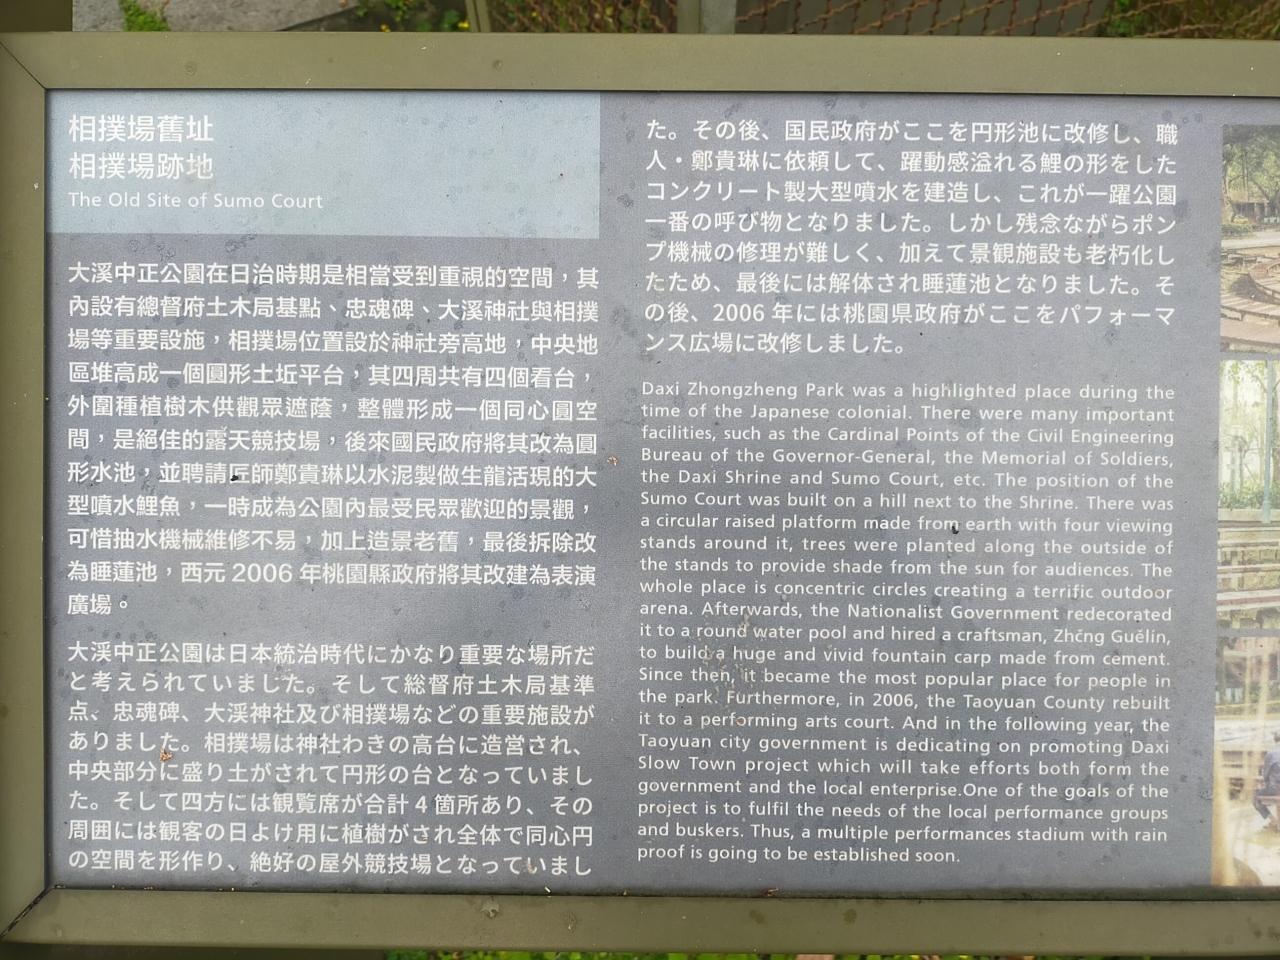 相撲場舊址
相撲場跡地
The Old Site of Sumo Court
大溪中正公園在日治時期是相當受到重視的空間，其
內設有總督府土木局基點、忠魂碑、大溪神社與相撲
場等重要設施，相撲場位置設於神社旁高地，中央地
區堆高成一個圓形土坵平台，其四周共有四個看台，
外圍種植樹木供觀眾遮蔭，整體形成一個同心圓空
間，是絕佳的露天競技場，後來國民政府將其改為圓
形水池，並聘請匠師鄭貴琳以水泥製做生龍活現的大
型噴水鯉魚，一時成為公園內最受民眾歡迎的景觀，
可惜抽水機械維修不易，加上造景老舊，最後拆除改
為睡蓮池，西元 2006 年桃園縣政府將其改建為表演
廣場。
大渓中正公園は日本統治時代にかなり重要な場所だ
と考えられていました。そして総督府土木局基準
点、忠魂碑、大渓神社及び相撲場などの重要施設が
ありました。相撲場は神社わきの高台に造営され、
中央部分に盛り土がされて円形の台となっていまし
た。そして四方には観覧席が合計 4 箇所あり、その
周囲には観客の日よけ用に植樹がされ全体で同心円
の空間を形作り、絶好の屋外競技場となっていまし
た。その後、国民政府がここを円形池に改修し、職
人・鄭貴琳に依頼して、躍動感溢れる鯉の形をした
コンクリート製大型噴水を建造し、これが一躍公園
一番の呼び物となりました。しかし残念ながらポン
プ機械の修理が難しく、加えて景観施設も老朽化し
たため、最後には解体され睡蓮池となりました。そ
の後、2006 年には桃園県政府がここをパフォーマ
ンス広場に改修しました。
Daxi Zhongzheng Park was a highlighted place during the
time of the Japanese colonial. There were many important
facilities, such as the Cardinal Points of the Civil Engineering
Bureau of the Governor-General, the Memorial of Soldiers,
the Daxi Shrine and Sumo Court, etc. The position of the
Sumo Court was built on a hill next to the Shrine. There was
a circular raised platform made from earth with four viewing
stands around it, trees were planted along the outside of
the stands to provide shade from the sun for audiences. The
whole place is concentric circles creating a terrific outdoor
arena. Afterwards, the Nationalist Government redecorated
it to a round water pool and hired a craftsman, Zhčng Guělín,
to build a huge and vivid fountain carp made from cement.
Since then, it became the most popular place for people in
the park. Furthermore, in 2006, the Taoyuan County rebuilt
it to a performing arts court. And in the following year, the
Taoyuan city government is dedicating on promoting Daxi
Slow Town project which will take efforts both form the
government and the local enterprise.One of the goals of the
project is to fulfil the needs of the local performance groups
and buskers. Thus, a multiple performances stadium with rain
proof is going to be established soon.